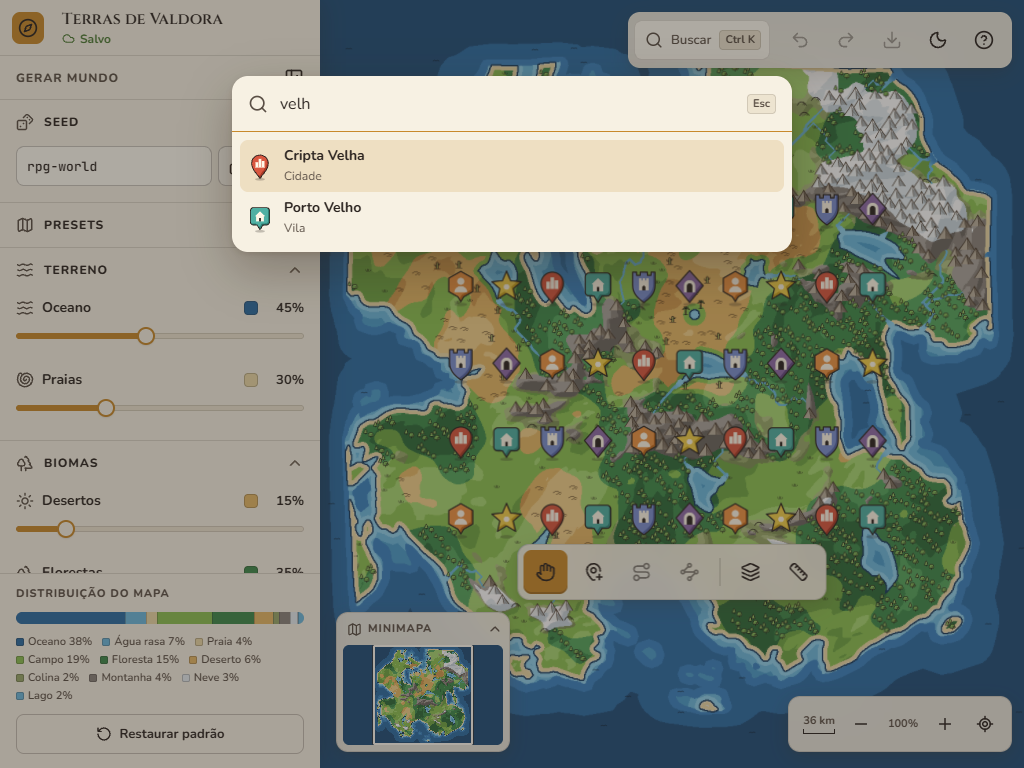 Terras de Valdora
Salvo
Buscar Ctrl K
GERAR MUNDO
velh Esc
Cripta Velha
Cidade
Porto Velho
Vila
SEED
rpg-world
PRESETS
TERRENO
Oceano 45%
Praias 30%
BIOMAS
Desertos 15%
Florestas 35%
DISTRIBUIÇÃO DO MAPA
Oceano 38% Água rasa 7% Praia 4%
Campo 19% Floresta 15% Deserto 6%
Colina 2% Montanha 4% Neve 3%
Lago 2%
Restaurar padrão
MINIMAPA
36 km 100%